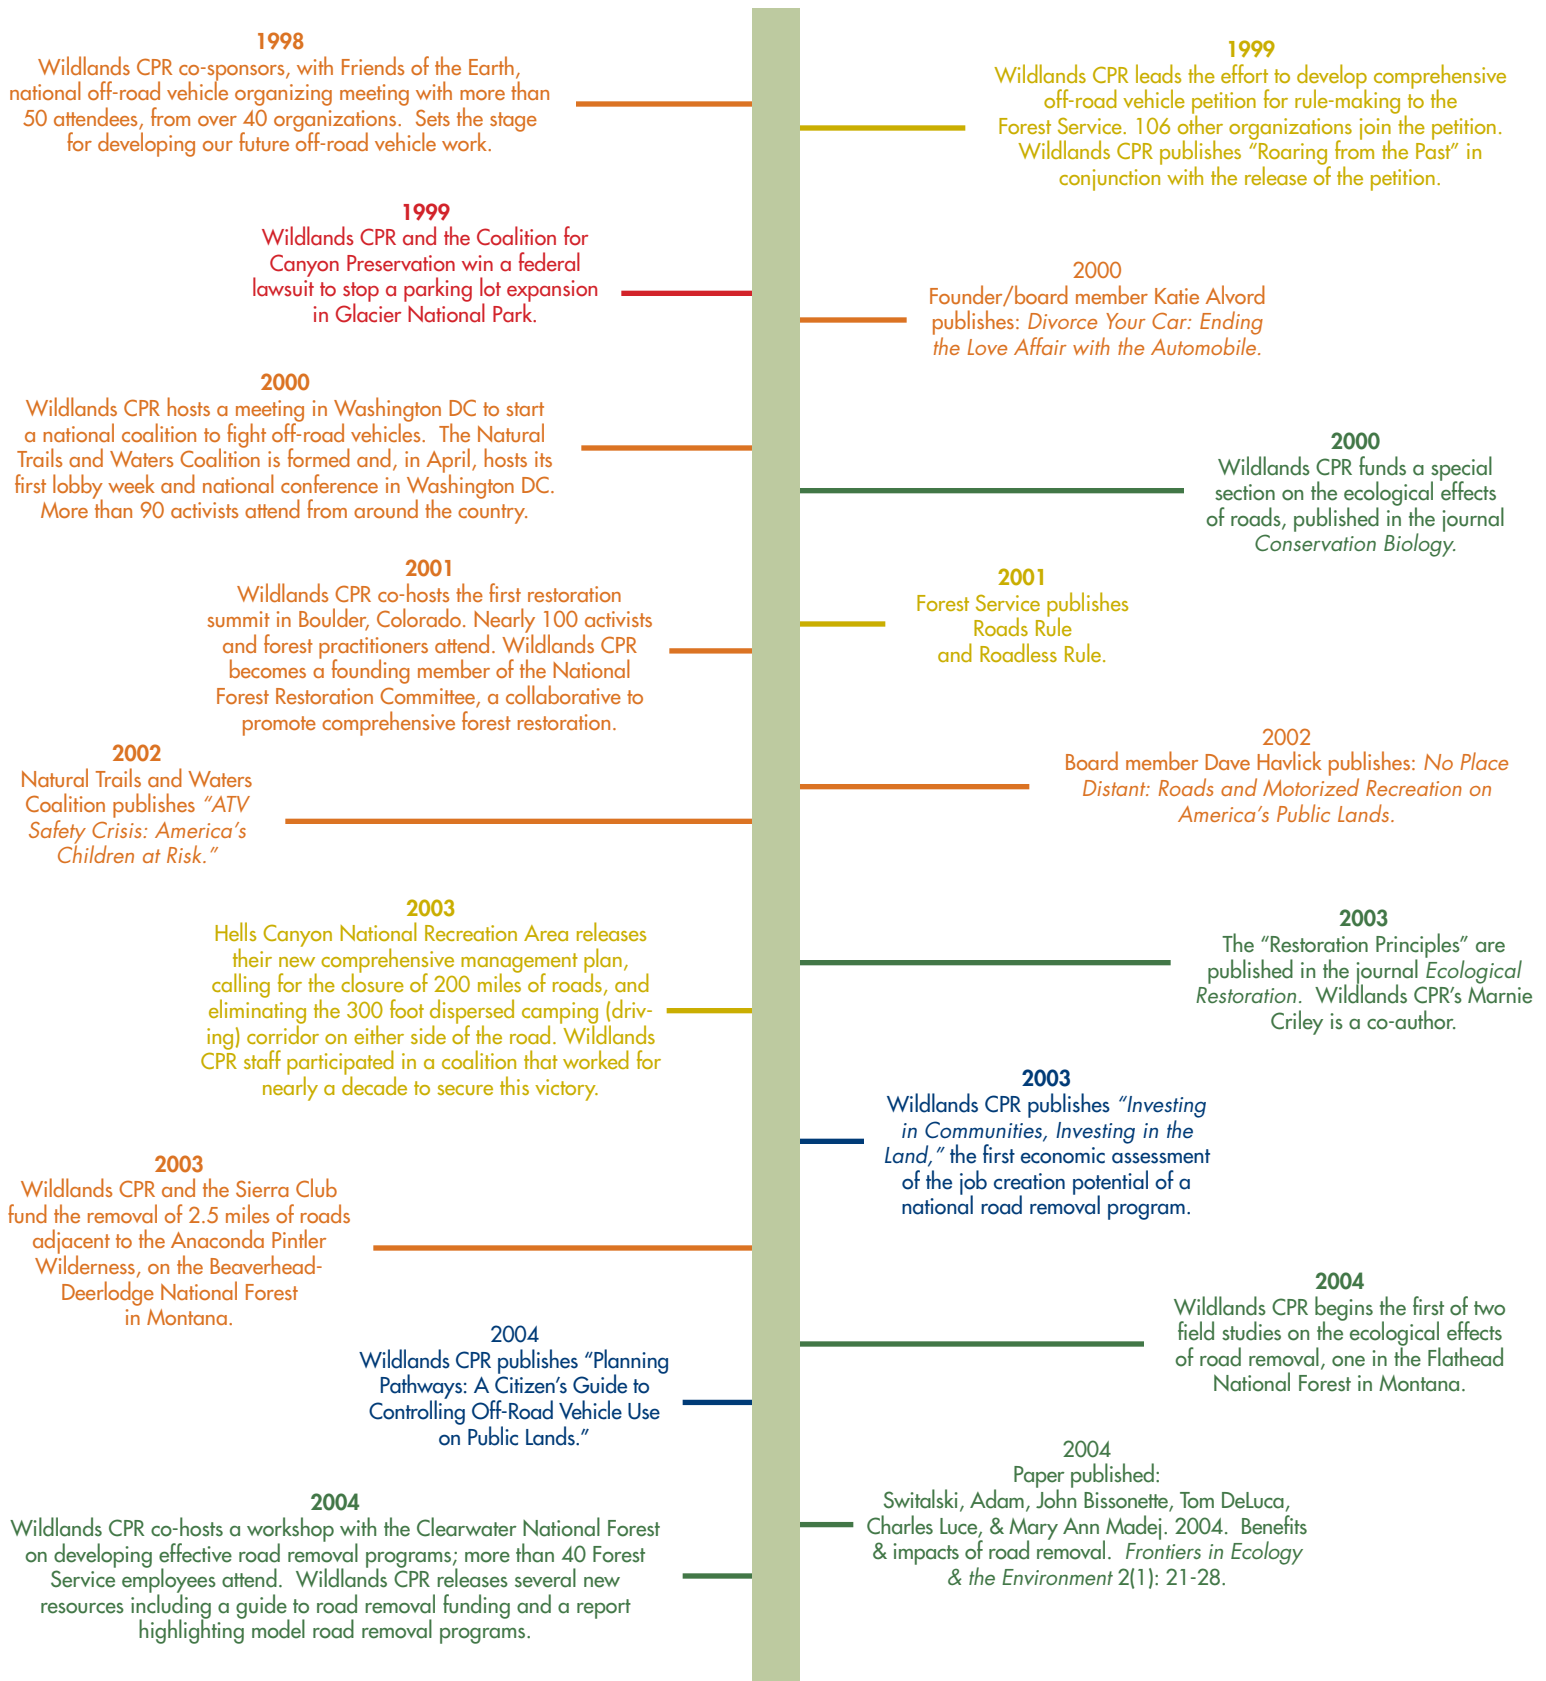 1998
Wildlands CPR co-sponsors, with Friends of the Earth,
national off-road vehicle organizing meeting with more than
50 attendees, from over 40 organizations.  Sets the stage
for developing our future off-road vehicle work.
1999
Wildlands CPR leads the effort to develop comprehensive
off-road vehicle petition for rule-making to the
Forest Service. 106 other organizations join the petition.
Wildlands CPR publishes “Roaring from the Past” in
conjunction with the release of the petition.
1999
Wildlands CPR and the Coalition for
Canyon Preservation win a federal
lawsuit to stop a parking lot expansion
in Glacier National Park.
2000
Founder/board member Katie Alvord
publishes: Divorce Your Car: Ending
the Love Affair with the Automobile.
2000
Wildlands CPR hosts a meeting in Washington DC to start
a national coalition to fight off-road vehicles.  The Natural
Trails and Waters Coalition is formed and, in April, hosts its
first lobby week and national conference in Washington DC.
More than 90 activists attend from around the country.
2000
Wildlands CPR funds a special
section on the ecological effects
of roads, published in the journal
Conservation Biology.
2001
Wildlands CPR co-hosts the first restoration
summit in Boulder, Colorado. Nearly 100 activists
and forest practitioners attend. Wildlands CPR
becomes a founding member of the National
Forest Restoration Committee, a collaborative to
promote comprehensive forest restoration.
2001
Forest Service publishes
Roads Rule
and Roadless Rule.
2002
Natural Trails and Waters
Coalition publishes “ATV
Safety Crisis: America’s
Children at Risk.”
2002
Board member Dave Havlick publishes: No Place
Distant: Roads and Motorized Recreation on
America’s Public Lands.
2003
Hells Canyon National Recreation Area releases
their new comprehensive management plan,
calling for the closure of 200 miles of roads, and
eliminating the 300 foot dispersed camping (driv-
ing) corridor on either side of the road. Wildlands
CPR staff participated in a coalition that worked for
nearly a decade to secure this victory.
2003
The “Restoration Principles” are
published in the journal Ecological
Restoration.  Wildlands CPR’s Marnie
Criley is a co-author.
2003
Wildlands CPR publishes “Investing
in Communities, Investing in the
Land,” the first economic assessment
of the job creation potential of a
national road removal program.
2003
Wildlands CPR and the Sierra Club
fund the removal of 2.5 miles of roads
adjacent to the Anaconda Pintler
Wilderness, on the Beaverhead-
Deerlodge National Forest
in Montana.
2004
Wildlands CPR begins the first of two
field studies on the ecological effects
of road removal, one in the Flathead
National Forest in Montana.
2004
Wildlands CPR publishes “Planning
Pathways: A Citizen’s Guide to
Controlling Off-Road Vehicle Use
on Public Lands.”
2004
Paper published:
Switalski, Adam, John Bissonette, Tom DeLuca,
Charles Luce, & Mary Ann Madej. 2004.  Benefits
& impacts of road removal.  Frontiers in Ecology
& the Environment 2(1): 21-28.
2004
Wildlands CPR co-hosts a workshop with the Clearwater National Forest
on developing effective road removal programs; more than 40 Forest
Service employees attend.  Wildlands CPR releases several new
resources including a guide to road removal funding and a report
highlighting model road removal programs.